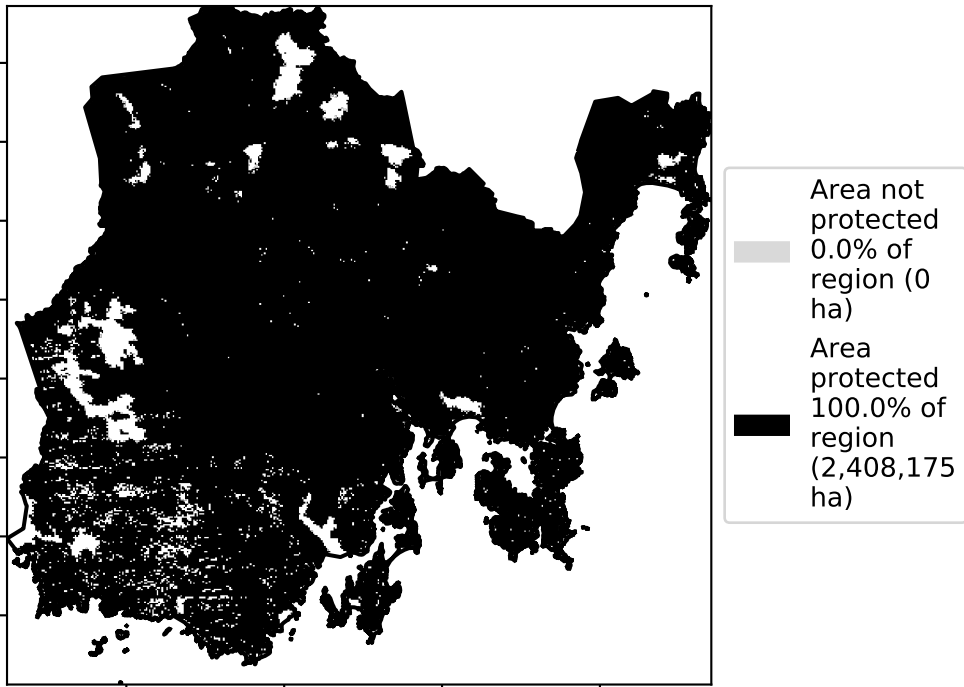 Area not
protected
0.0% of
region (0
ha)
Area
protected
100.0% of
region
(2,408,175
ha)